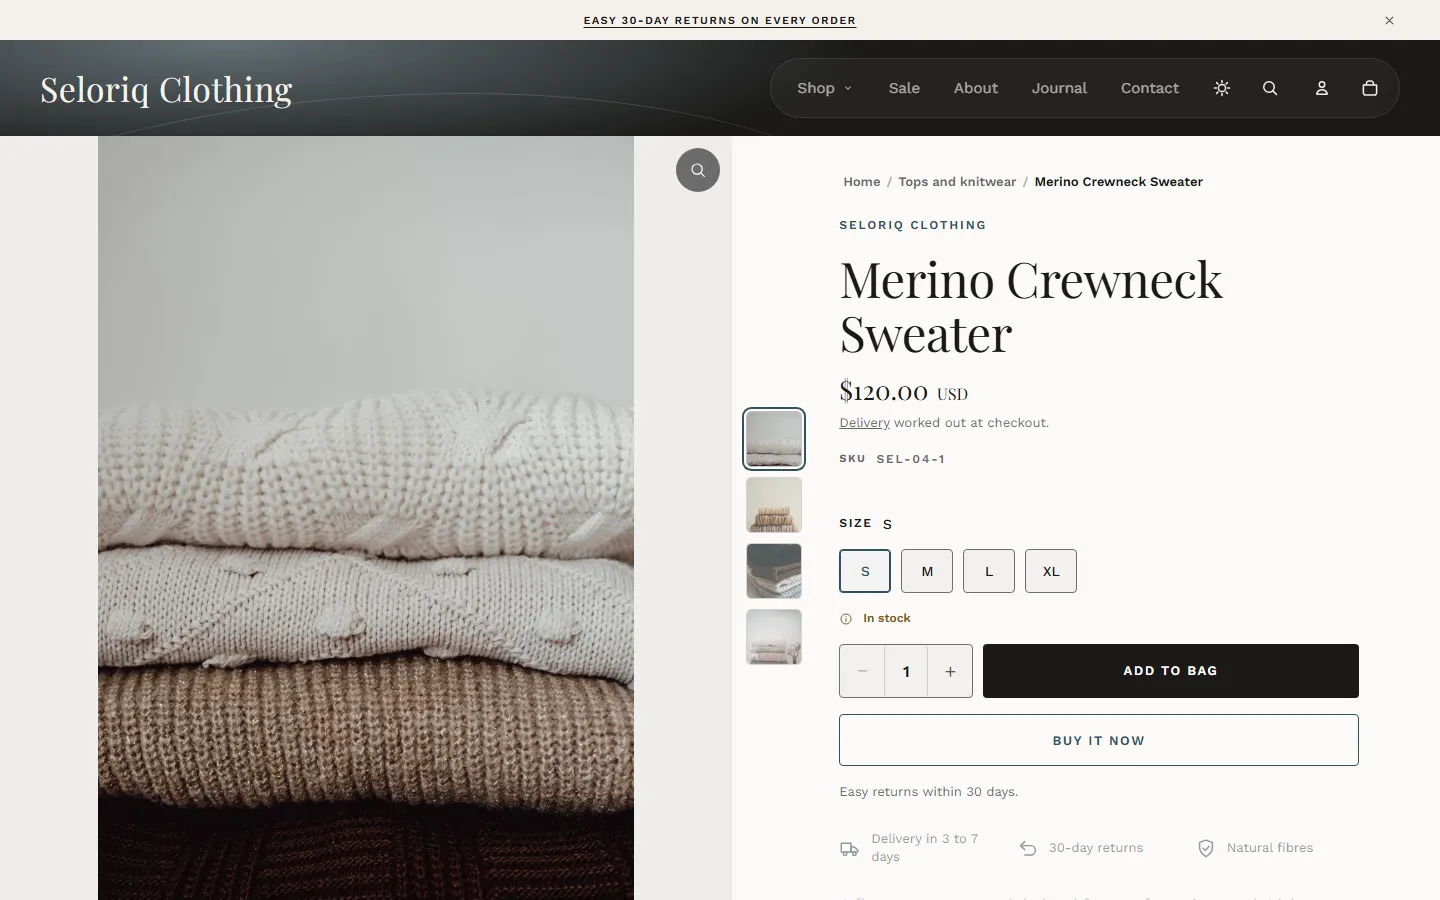 EASY 30-DAY RETURNS ON EVERY ORDER
Seloriq Clothing
Shop Sale About Journal Contact
Home / Tops and knitwear / Merino Crewneck Sweater
SELORIQ CLOTHING
Merino Crewneck
Sweater
$120.00 USD
Delivery worked out at checkout.
SKU SEL-04-1
SIZE S
S M L XL
In stock
− 1 + ADD TO BAG
BUY IT NOW
Easy returns within 30 days.
Delivery in 3 to 7
days
30-day returns
Natural fibres